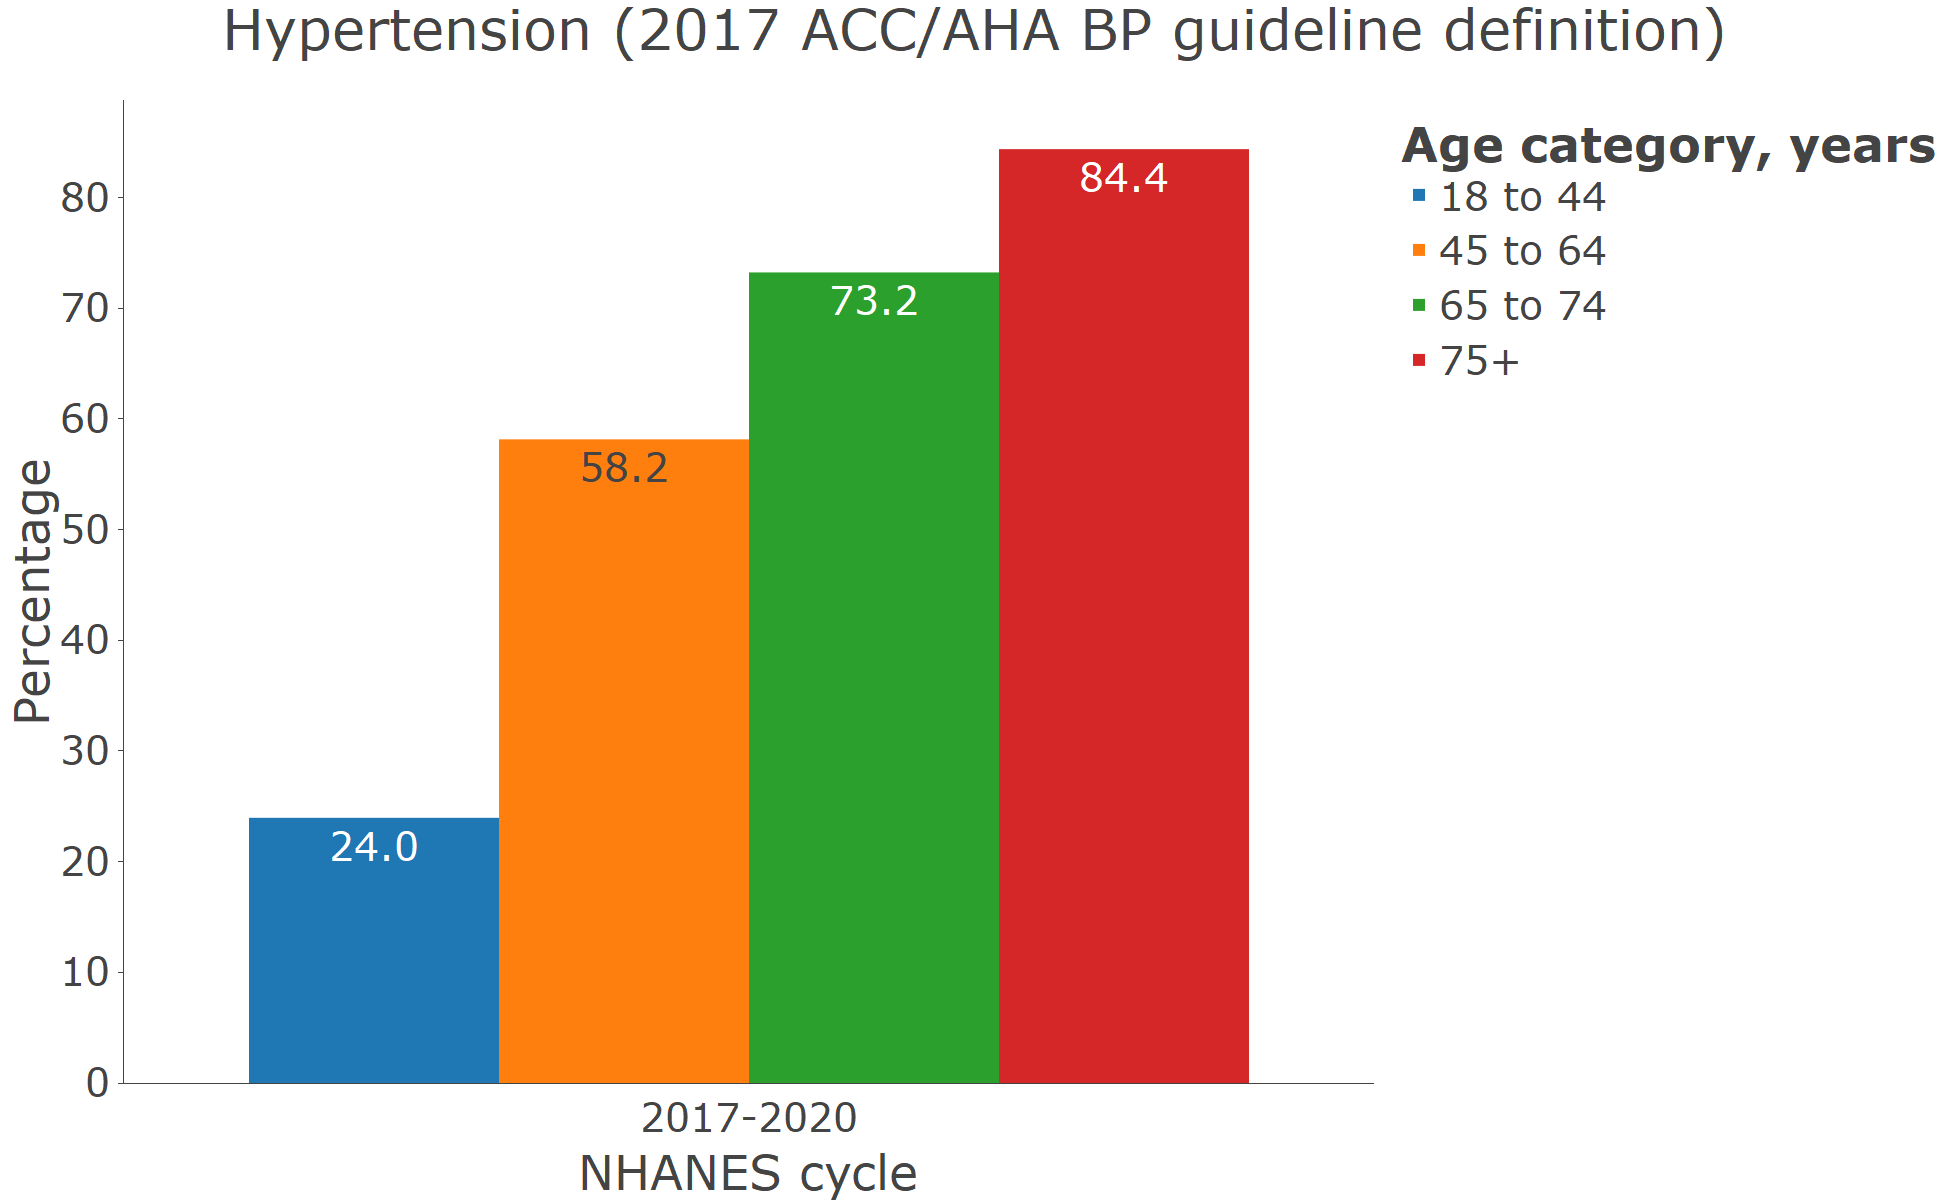 Hypertension (2017 ACC/AHA BP guideline definition)
Age category, years
18 to 44
45 to 64
65 to 74
75+
Percentage
80
70
60
50
40
30
20
10
0
24.0
58.2
73.2
84.4
2017-2020
NHANES cycle